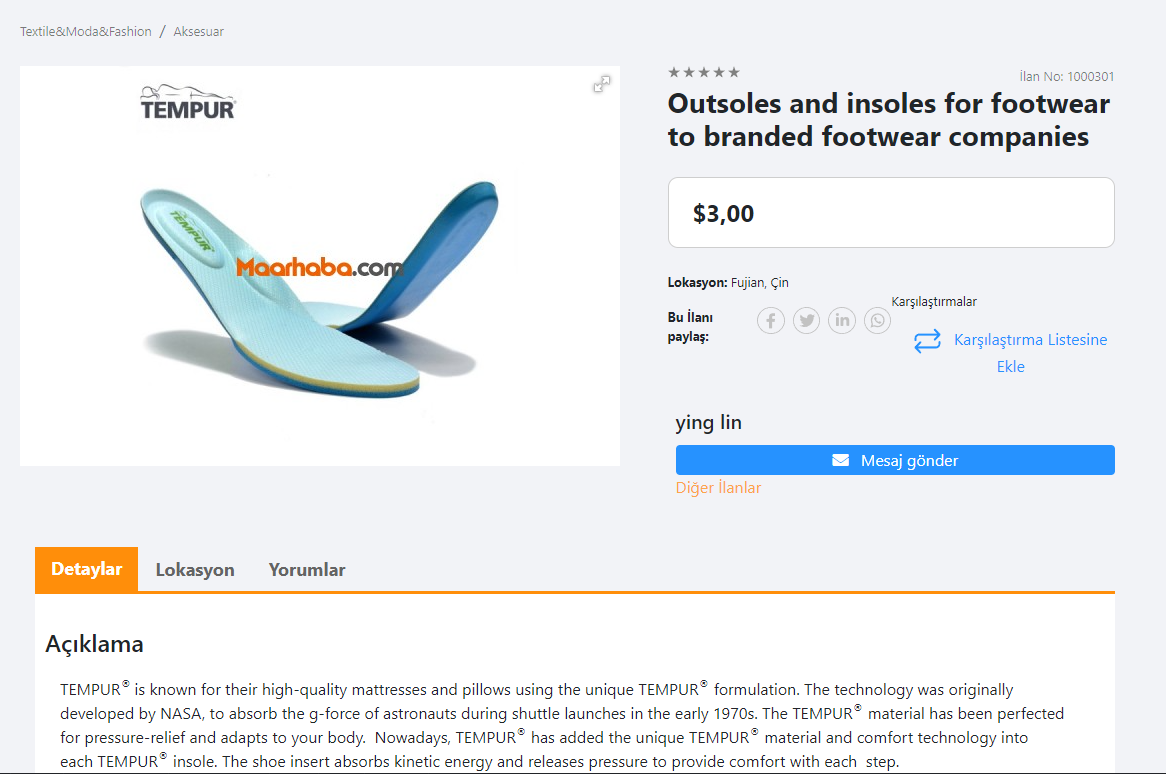 Textile&Moda&Fashion / Aksesuar
TEMPUR®
TEMPUR
Maarhaba.com
★★★★★
İlan No: 1000301
Outsoles and insoles for footwear
to branded footwear companies
$3,00
Lokasyon: Fujian, Çin
Bu İlanı
paylaş:
Karşılaştırmalar
Karşılaştırma Listesine
Ekle
ying lin
Mesaj gönder
Diğer İlanlar
Detaylar Lokasyon Yorumlar
Açıklama
TEMPUR® is known for their high-quality mattresses and pillows using the unique TEMPUR® formulation. The technology was originally
developed by NASA, to absorb the g-force of astronauts during shuttle launches in the early 1970s. The TEMPUR® material has been perfected
for pressure-relief and adapts to your body. Nowadays, TEMPUR® has added the unique TEMPUR® material and comfort technology into
each TEMPUR® insole. The shoe insert absorbs kinetic energy and releases pressure to provide comfort with each step.